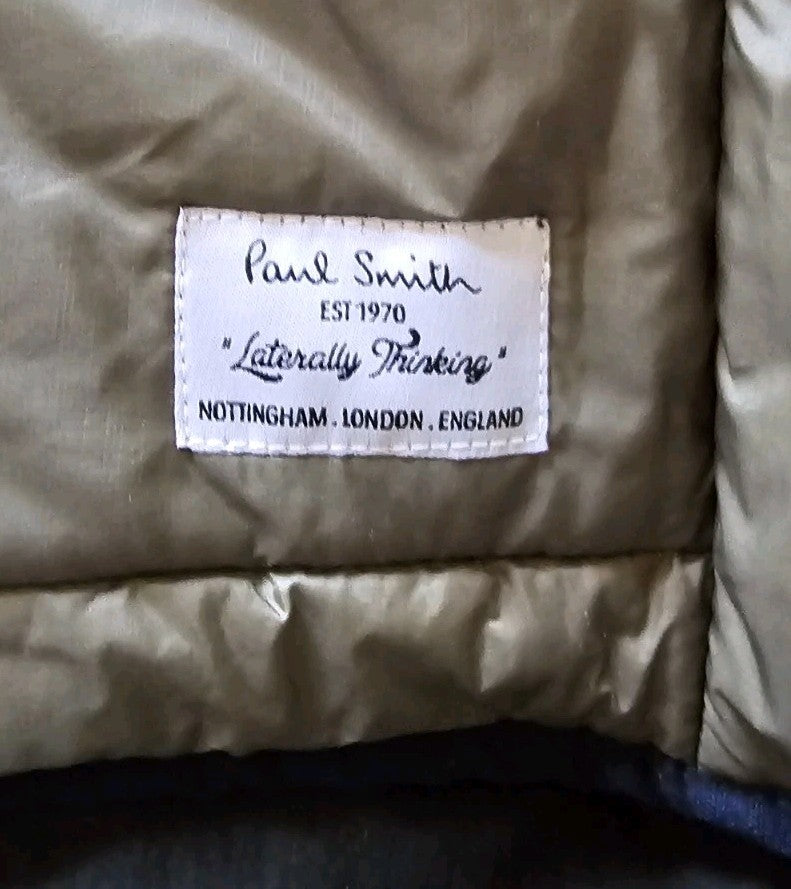 Paul Smith
EST 1970
"Laterally Thinking"
NOTTINGHAM . LONDON . ENGLAND